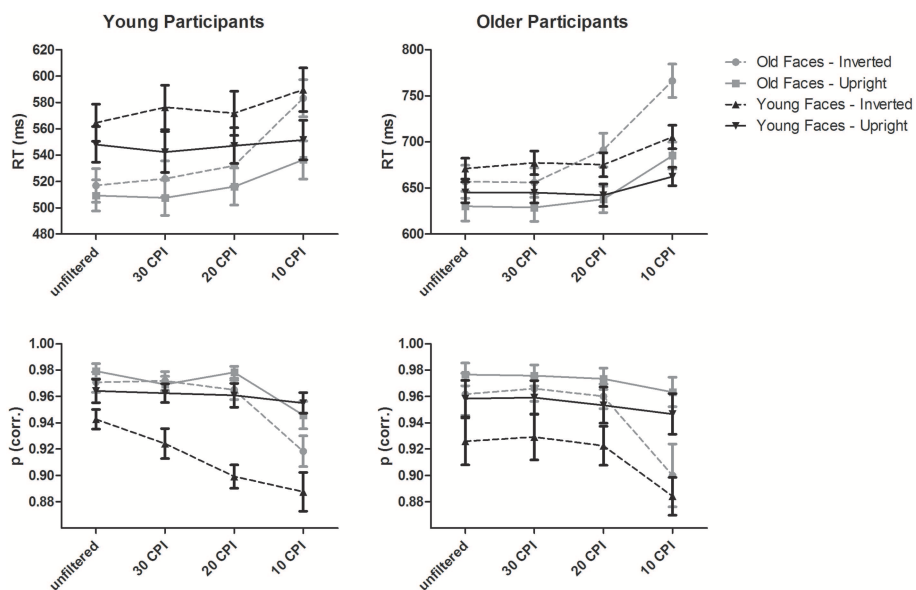 Young Participants
Older Participants
RT (ms)
620
600
580
560
540
520
500
480
unfiltered
30 CPI
20 CPI
10 CPI
RT (ms)
800
750
700
650
600
unfiltered
30 CPI
20 CPI
10 CPI
Old Faces - Inverted
Old Faces - Upright
Young Faces - Inverted
Young Faces - Upright
p (corr.)
1.00
0.98
0.96
0.94
0.92
0.90
0.88
unfiltered
30 CPI
20 CPI
10 CPI
p (corr.)
1.00
0.98
0.96
0.94
0.92
0.90
0.88
unfiltered
30 CPI
20 CPI
10 CPI